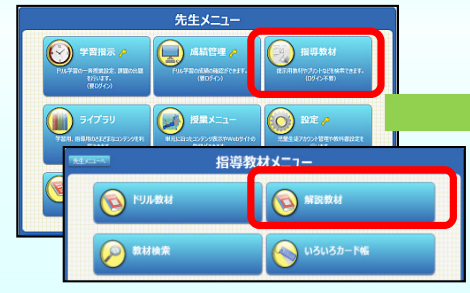 先生メニュー
学習指示
ドリル学習の一斉授業設定、課題の出題
を行います。
(要ログイン)
成績管理
ドリル学習の成績の確認ができます。
(要ログイン)
指導教材
提示用教材やプリントなどを検索できます。
(ログイン不要)
ライブラリ
授業メニュー
設定
先生メニューへ
指導教材メニュー
ドリル教材
解説教材
教材検索
いろいろカード帳